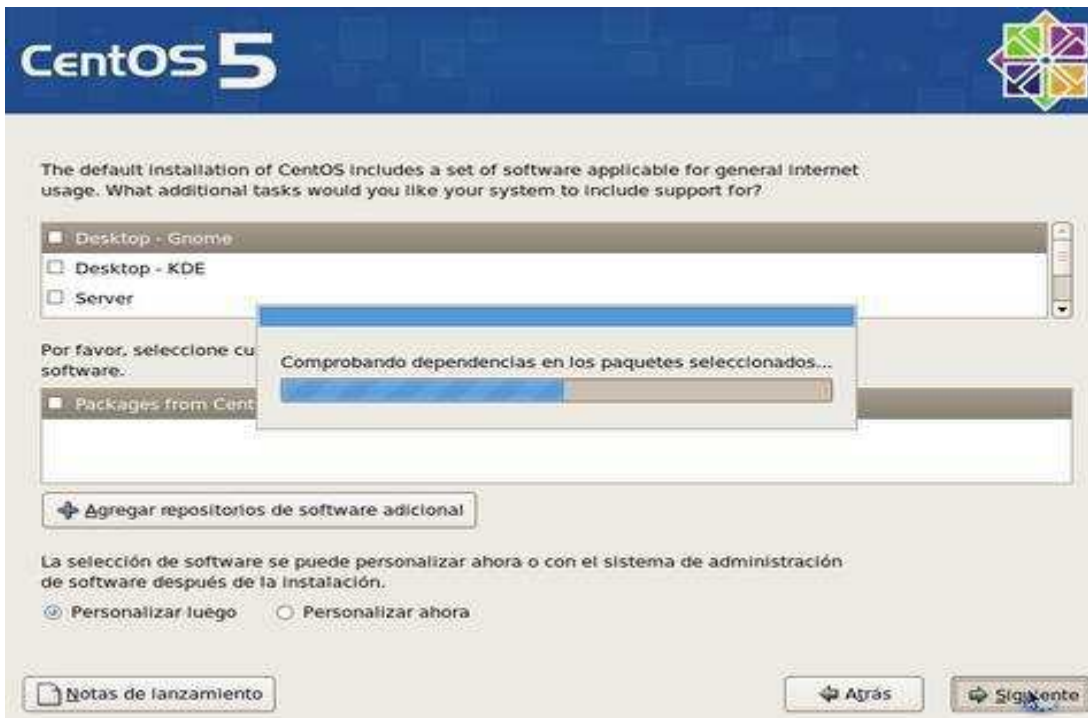 CentOS 5
The default installation of CentOS includes a set of software applicable for general internet
usage. What additional tasks would you like your system to include support for?
Desktop - Gnome
Desktop - KDE
Server
Comprobando dependencias en los paquetes seleccionados...
Por favor, seleccione cu
software.
Packages from Cent
Agregar repositorios de software adicional
La selección de software se puede personalizar ahora o con el sistema de administración
de software después de la instalación.
Personalizar luego Personalizar ahora
Notas de lanzamiento Atrás Siguiente